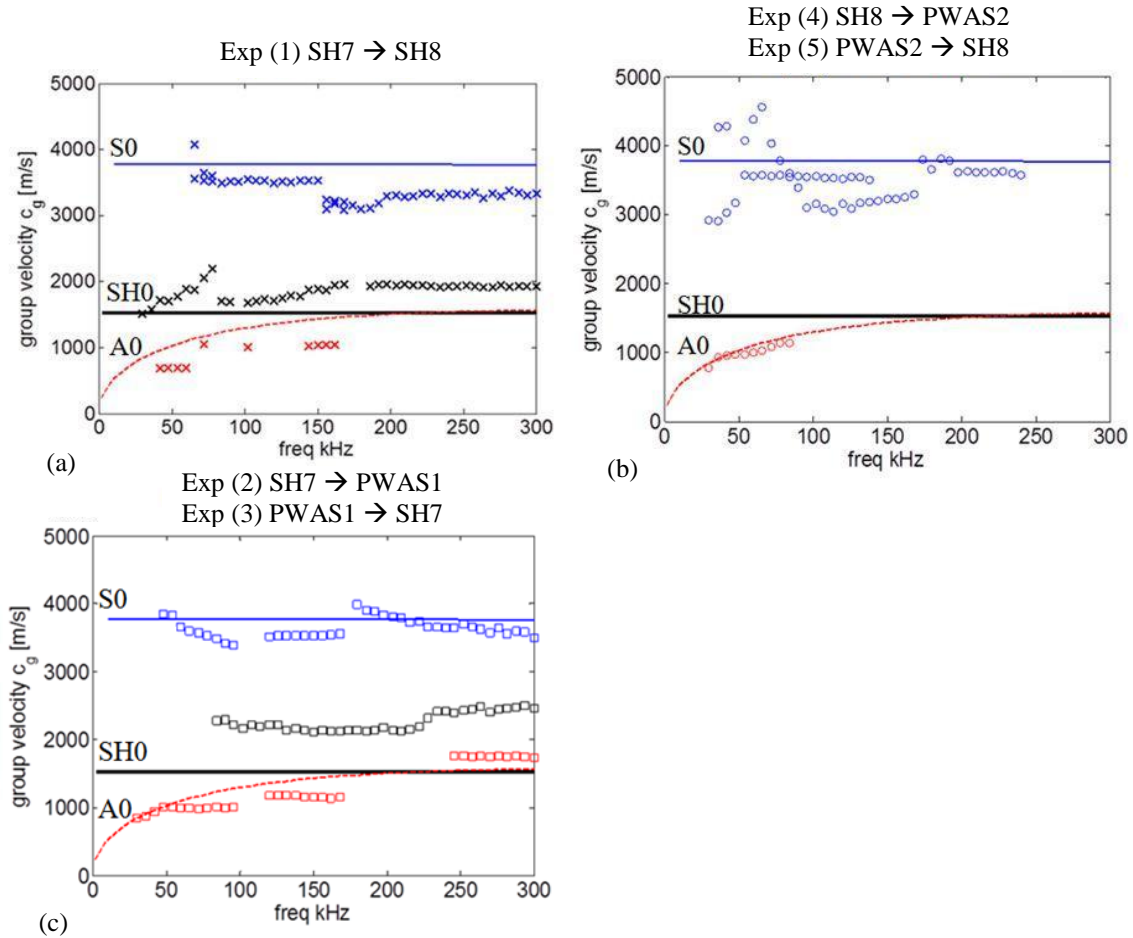 Exp (1) SH7 → SH8
5000
4000
3000
2000
1000
0
group velocity c_g [m/s]
S0
SH0
A0
0 50 100 150 200 250 300
freq kHz
(a)
Exp (4) SH8 → PWAS2
Exp (5) PWAS2 → SH8
5000
4000
3000
2000
1000
0
group velocity c_g [m/s]
S0
SH0
A0
0 50 100 150 200 250 300
freq kHz
(b)
Exp (2) SH7 → PWAS1
Exp (3) PWAS1 → SH7
5000
4000
3000
2000
1000
0
group velocity c_g [m/s]
S0
SH0
A0
0 50 100 150 200 250 300
freq kHz
(c)